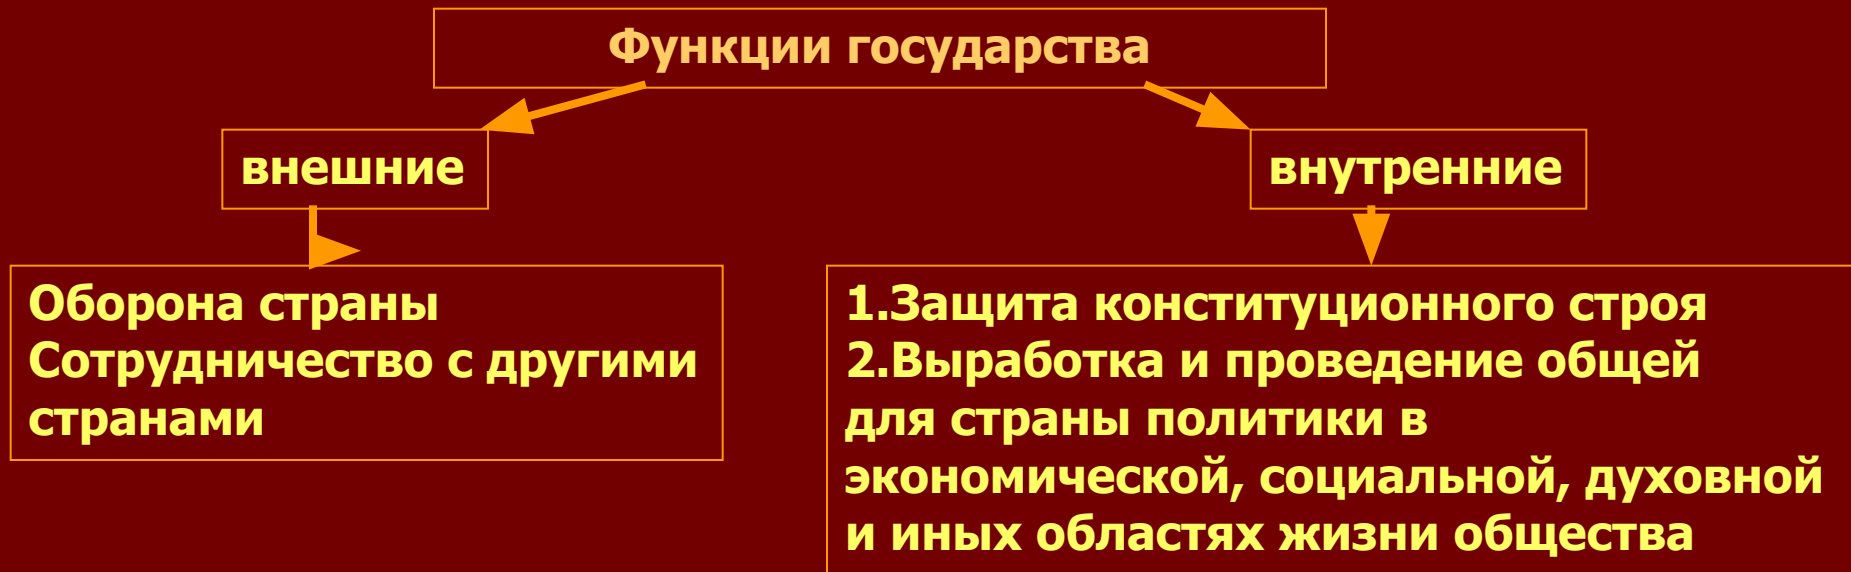 Функции государства
внешние
внутренние
Оборона страны
Сотрудничество с другими
странами
1.Защита конституционного строя
2.Выработка и проведение общей
для страны политики в
экономической, социальной, духовной
и иных областях жизни общества